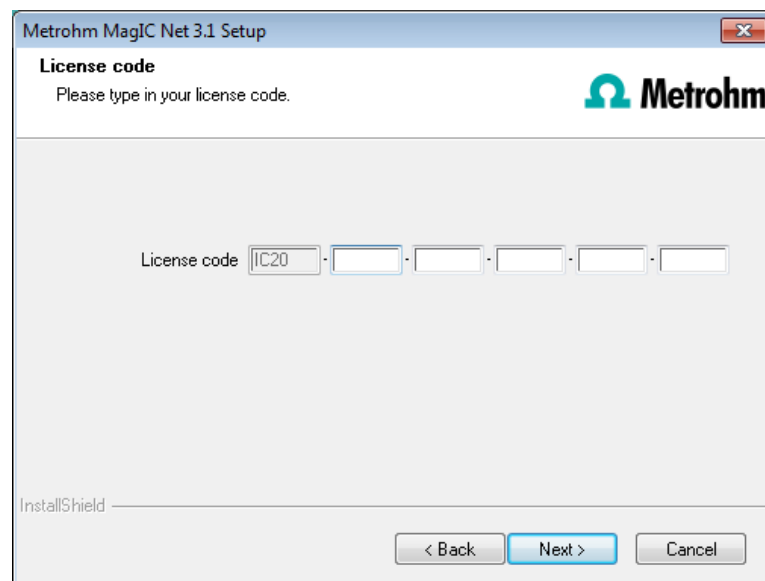 Metrohm MagIC Net 3.1 Setup
License code
Please type in your license code.
Metrohm
License code IC20 - - - - -
InstallShield
< Back Next > Cancel